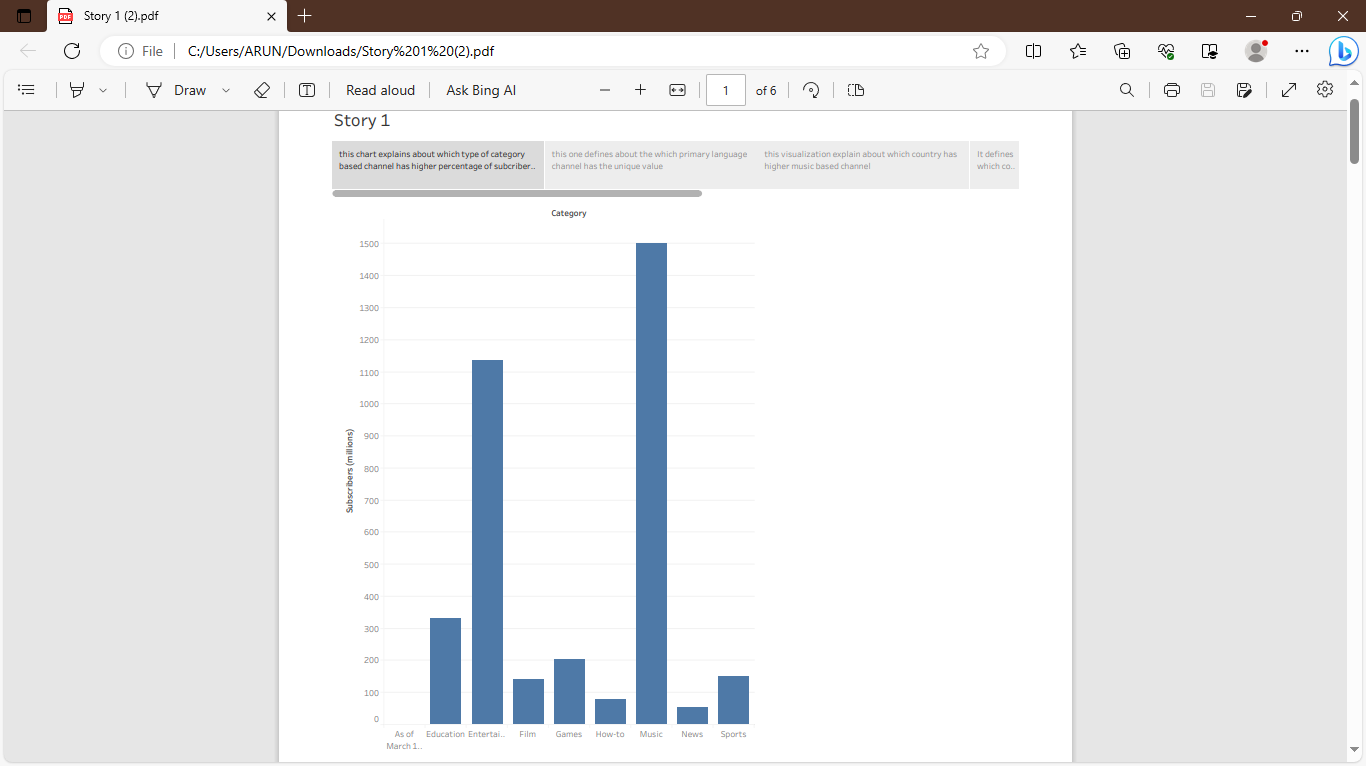 Story 1 (2).pdf
File
C:/Users/ARUN/Downloads/Story%201%20(2).pdf
Draw
Read aloud
Ask Bing AI
1
of 6
Story 1
this chart explains about which type of category
based channel has higher percentage of subcriber..
this one defines about the which primary language
channel has the unique value
this visualization explain about which country has
higher music based channel
It defines
which co..
Category
1500
1400
1300
1200
1100
1000
900
800
700
600
500
400
300
200
100
0
Subscribers (millions)
As of
March 1..
Education
Entertai..
Film
Games
How-to
Music
News
Sports